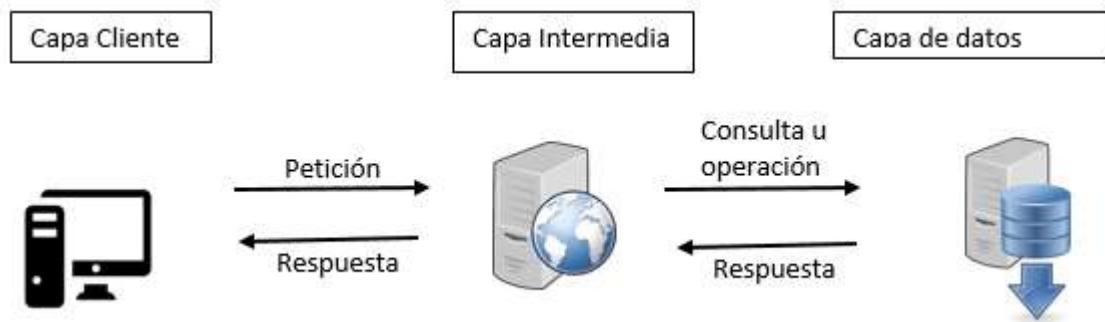 Capa Cliente
Capa Intermedia
Capa de datos
Petición
Respuesta
Consulta u
operación
Respuesta